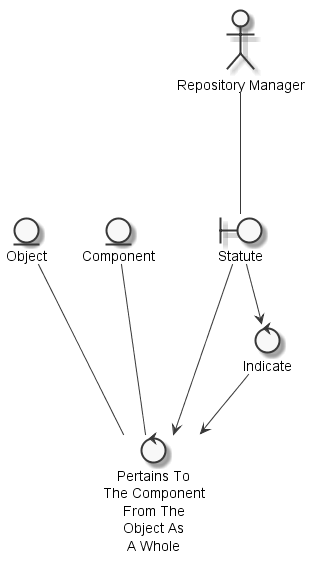 Repository Manager
Object
Component
Statute
Indicate
Pertains To
The Component
From The
Object As
A Whole